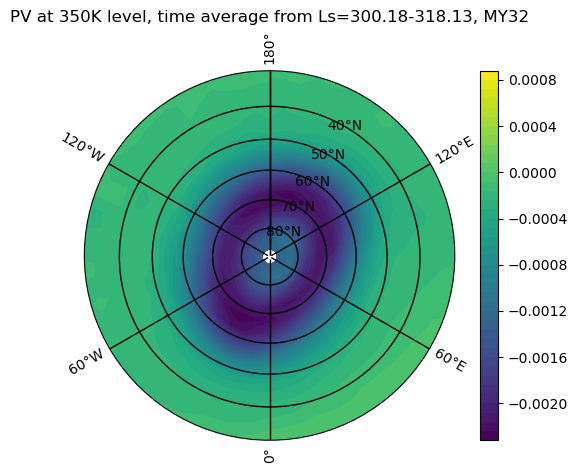 PV at 350K level, time average from Ls=300.18-318.13, MY32
180°
120°W
120°E
40°N
50°N
60°N
70°N
80°N
60°W
60°E
0°
0.0008
0.0004
0.0000
−0.0004
−0.0008
−0.0012
−0.0016
−0.0020